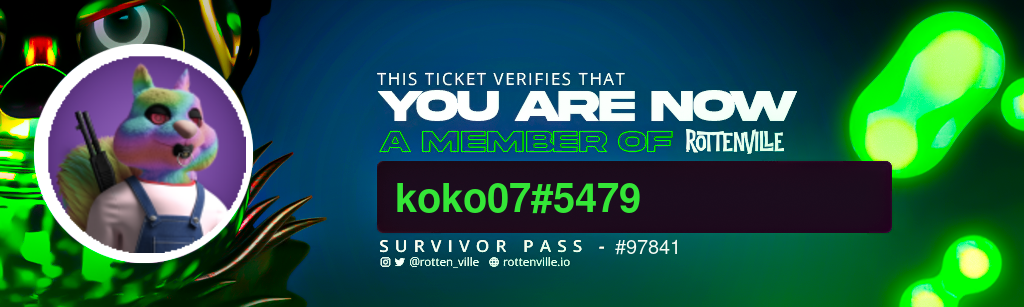 THIS TICKET VERIFIES THAT
YOU ARE NOW
A MEMBER OF ROTTENVILLE
koko07#5479
SURVIVOR PASS - #97841
@rotten_ville rottenville.io